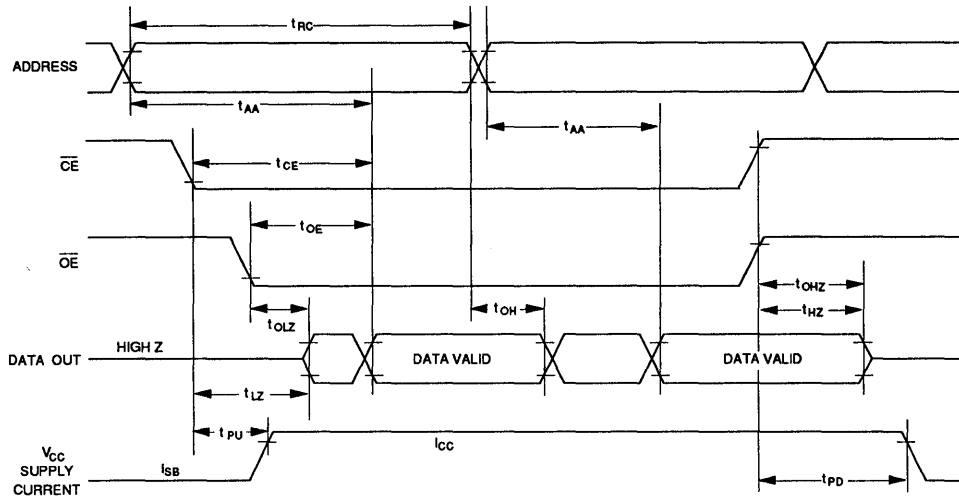 tRC
ADDRESS
tAA
tAA
CE
tCE
OE
tOE
tOLZ
tOH
tOHZ
tHZ
DATA OUT
HIGH Z
DATA VALID
DATA VALID
tLZ
tPU
VCC
SUPPLY
CURRENT
ISB
ICC
tPD